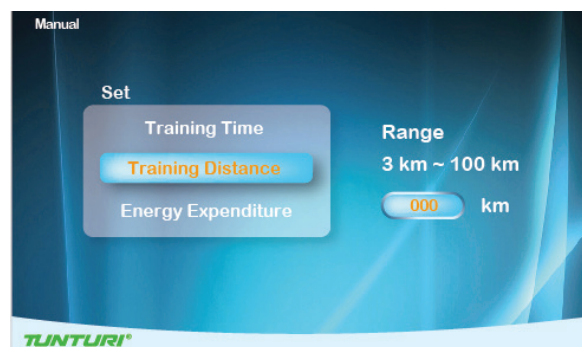 Manual
Set
Training Time
Training Distance
Energy Expenditure
Range
3 km ~ 100 km
000 km
TUNTURI®